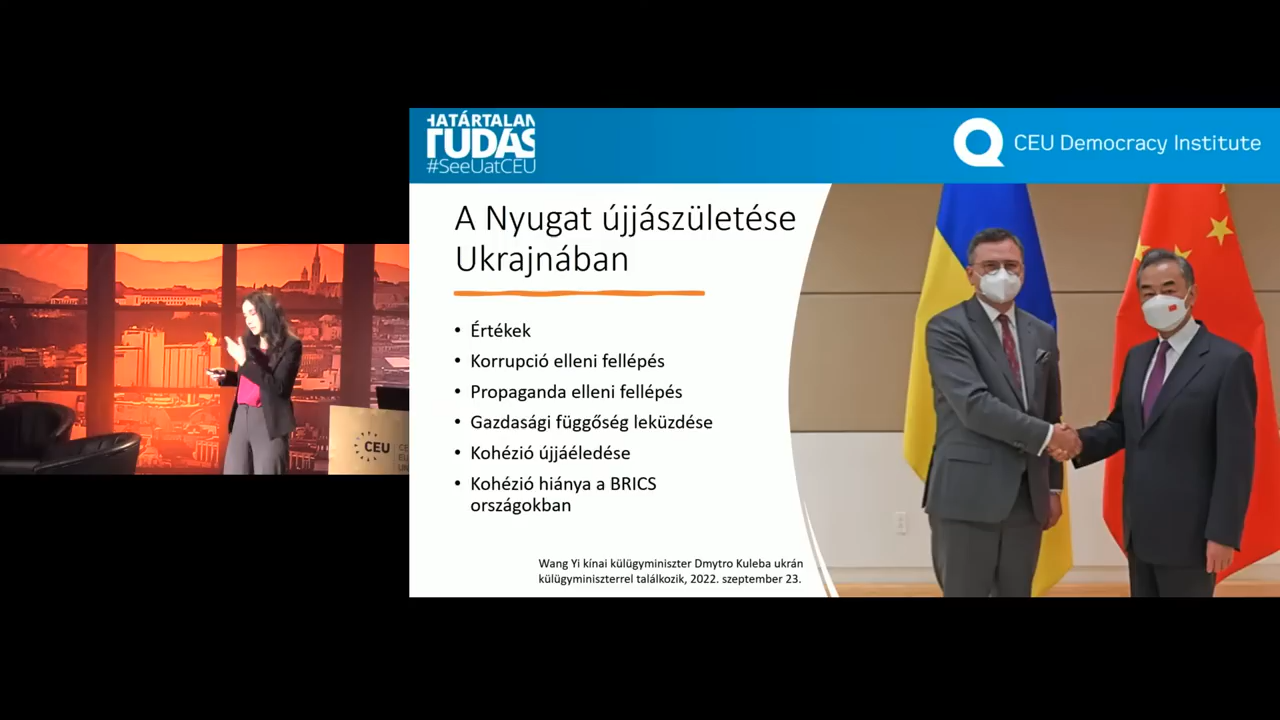 HATÁRTALAN
TUDÁS
#SeeUatCEU
CEU Democracy Institute
A Nyugat újjászületése
Ukrajnában
• Értékek
• Korrupció elleni fellépés
• Propaganda elleni fellépés
• Gazdasági függőség leküzdése
• Kohézió újjáéledése
• Kohézió hiánya a BRICS
országokban
Wang Yi kínai külügyminiszter Dmytro Kuleba ukrán
külügyminiszterrel találkozik, 2022. szeptember 23.
CEU